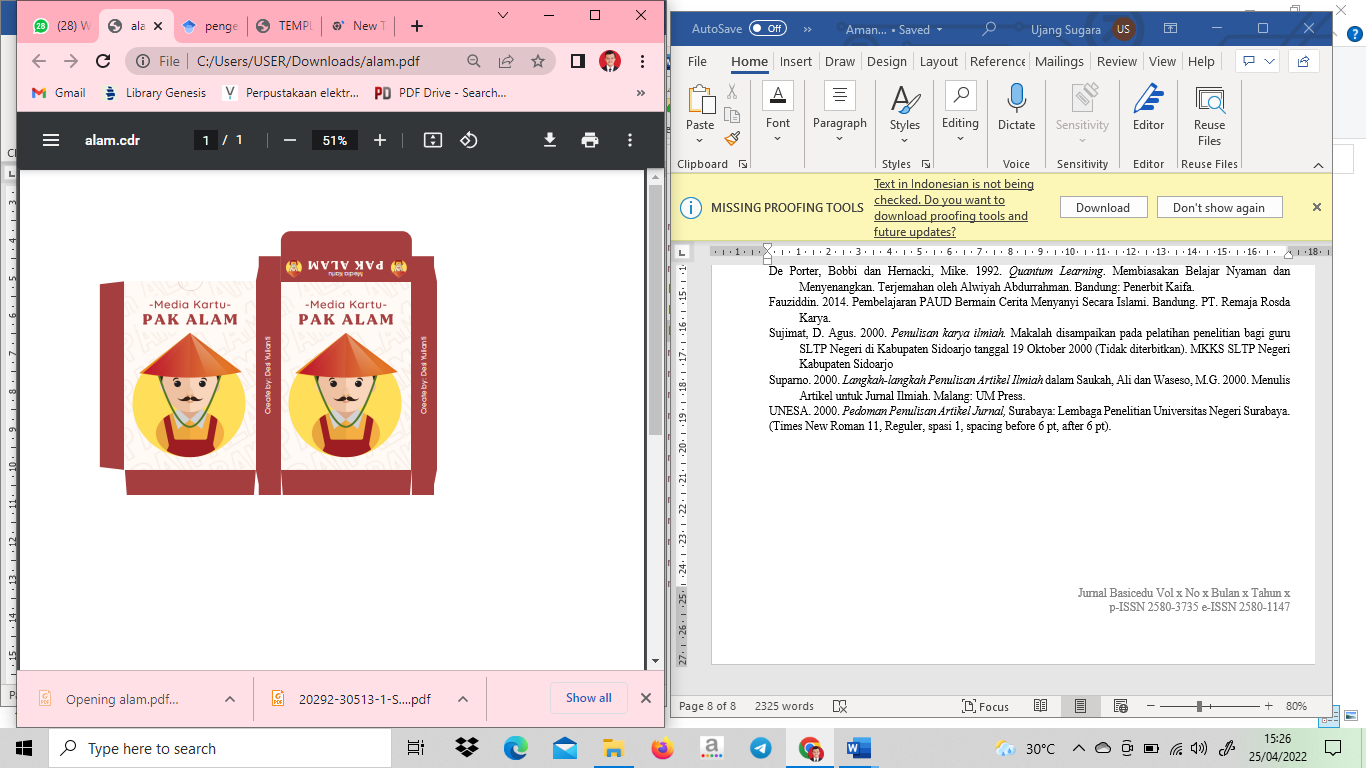 (28) W
ala
penge
TEMPL
New T
File
C:/Users/USER/Downloads/alam.pdf
Gmail
Library Genesis
Perpustakaan elektr...
PDF Drive - Search...
»
alam.cdr
1 / 1
51%
Media Kartu
PAK ALAM
-Media Kartu-
PAK ALAM
-Media Kartu-
PAK ALAM
Create by: Desi Yulianti
Create by: Desi Yulianti
Opening alam.pdf...
20292-30513-1-S....pdf
Show all
AutoSave Off » Aman... • Saved Ujang Sugara US
File Home Insert Draw Design Layout Reference Mailings Review View Help
Paste
Font
Paragraph
Styles
Editing
Dictate
Sensitivity
Editor
Reuse
Files
Clipboard Styles Voice Sensitivity Editor Reuse Files
MISSING PROOFING TOOLS
Text in Indonesian is not being
checked. Do you want to
download proofing tools and
future updates?
Download
Don't show again
De Porter, Bobbi dan Hernacki, Mike. 1992. Quantum Learning. Membiasakan Belajar Nyaman dan
Menyenangkan. Terjemahan oleh Alwiyah Abdurrahman. Bandung: Penerbit Kaifa.
Fauziddin. 2014. Pembelajaran PAUD Bermain Cerita Menyanyi Secara Islami. Bandung. PT. Remaja Rosda
Karya.
Sujimat, D. Agus. 2000. Penulisan karya ilmiah. Makalah disampaikan pada pelatihan penelitian bagi guru
SLTP Negeri di Kabupaten Sidoarjo tanggal 19 Oktober 2000 (Tidak diterbitkan). MKKS SLTP Negeri
Kabupaten Sidoarjo
Suparno. 2000. Langkah-langkah Penulisan Artikel Ilmiah dalam Saukah, Ali dan Waseso, M.G. 2000. Menulis
Artikel untuk Jurnal Ilmiah. Malang: UM Press.
UNESA. 2000. Pedoman Penulisan Artikel Jurnal, Surabaya: Lembaga Penelitian Universitas Negeri Surabaya.
(Times New Roman 11, Reguler, spasi 1, spacing before 6 pt, after 6 pt).
Jurnal Basicedu Vol x No x Bulan x Tahun x
p-ISSN 2580-3735 e-ISSN 2580-1147
Page 8 of 8 2325 words Focus 80%
Type here to search
30°C
15:26
25/04/2022